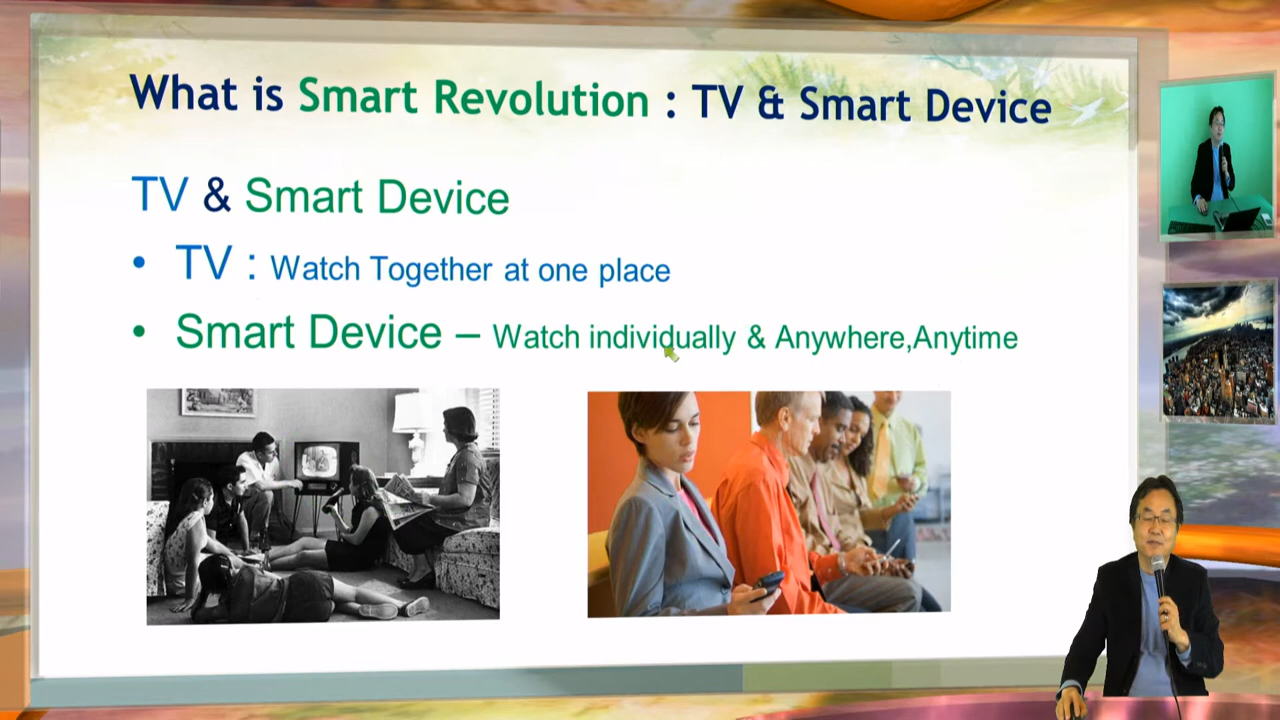 What is Smart Revolution : TV & Smart Device
TV & Smart Device
• TV : Watch Together at one place
• Smart Device – Watch individually & Anywhere,Anytime